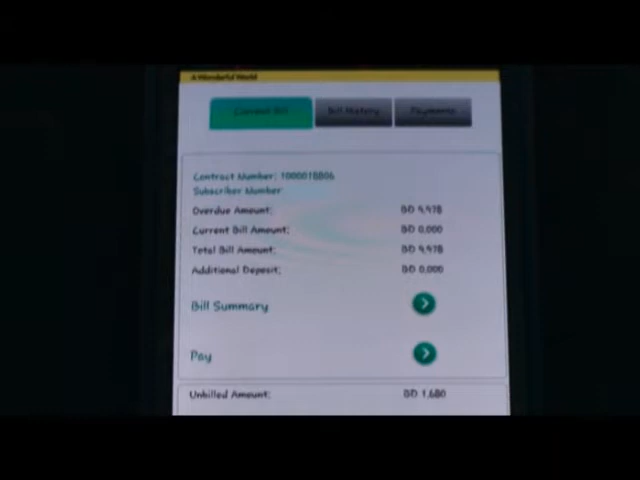 A Wonderful World
Current Bill Bill History Payments
Contract Number: 100001BB06
Subscriber Number
Overdue Amount: BD 9.978
Current Bill Amount: BD 0.000
Total Bill Amount: BD 9.978
Additional Deposit: BD 0.000
Bill Summary
Pay
Unbilled Amount: BD 1.680